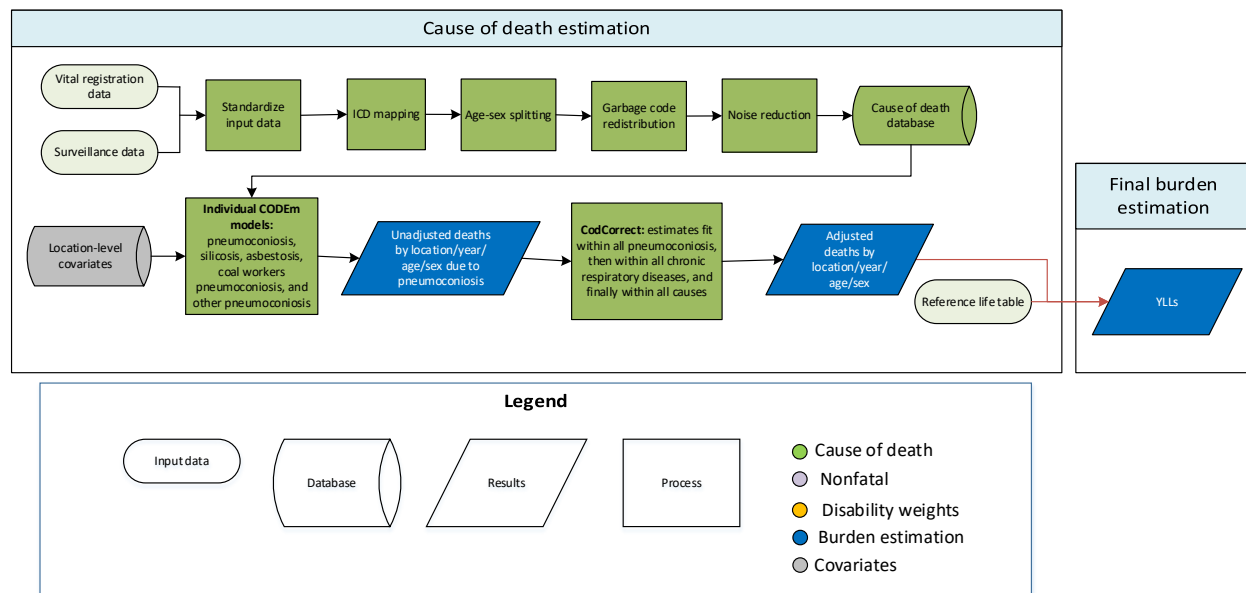 Cause of death estimation
Vital registration
data
Surveillance data
Standardize
input data
ICD mapping
Age-sex splitting
Garbage code
redistribution
Noise reduction
Cause of death
database
Location-level
covariates
Individual CODEm
models:
pneumoconiosis,
silicosis, asbestosis,
coal workers
pneumoconiosis, and
other pneumoconiosis
Unadjusted deaths
by location/year/
age/sex due to
pneumoconiosis
CodCorrect: estimates fit
within all pneumoconiosis,
then within all chronic
respiratory diseases, and
finally within all causes
Adjusted
deaths by
location/year/
age/sex
Reference life table
Final burden
estimation
YLLs
Legend
Input data
Database
Results
Process
Cause of death
Nonfatal
Disability weights
Burden estimation
Covariates